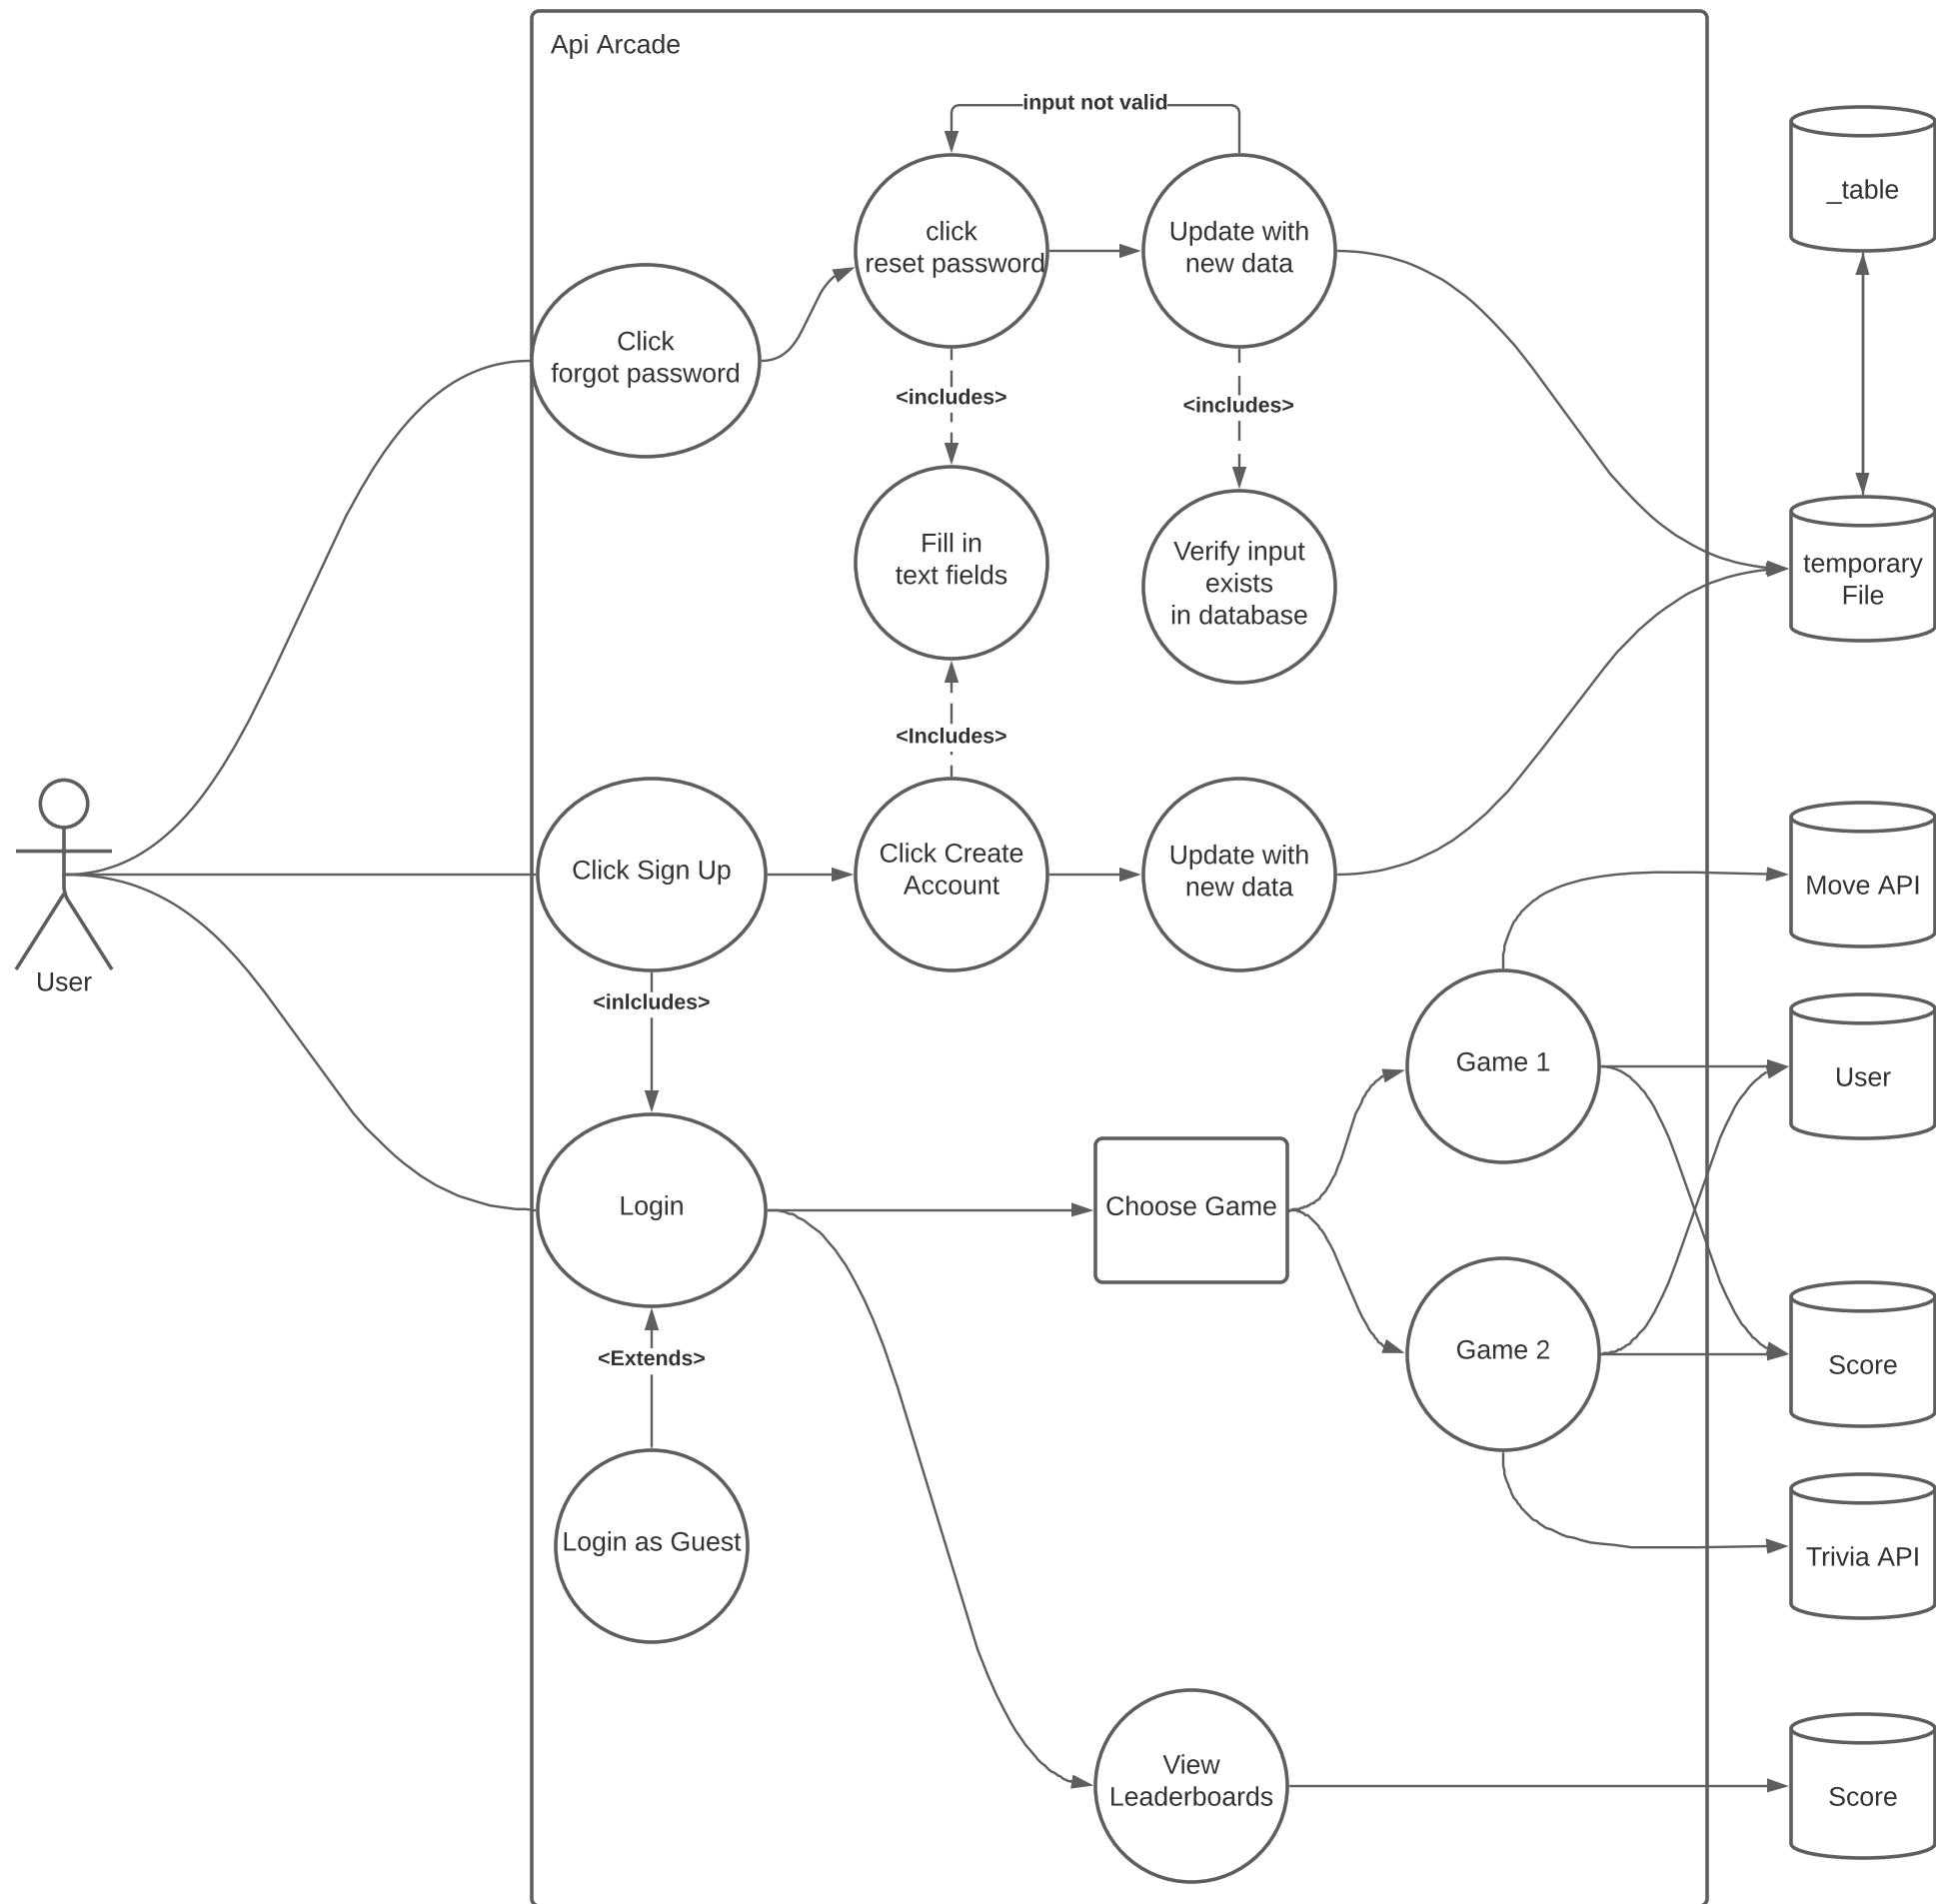 Api Arcade
input not valid
_table
click
reset password
Update with
new data
Click
forgot password
<includes>
<includes>
Fill in
text fields
Verify input
exists
in database
temporary
File
<Includes>
Click Sign Up
Click Create
Account
Update with
new data
Move API
User
<inlcludes>
Game 1
User
Login
Choose Game
<Extends>
Game 2
Score
Login as Guest
Trivia API
View
Leaderboards
Score